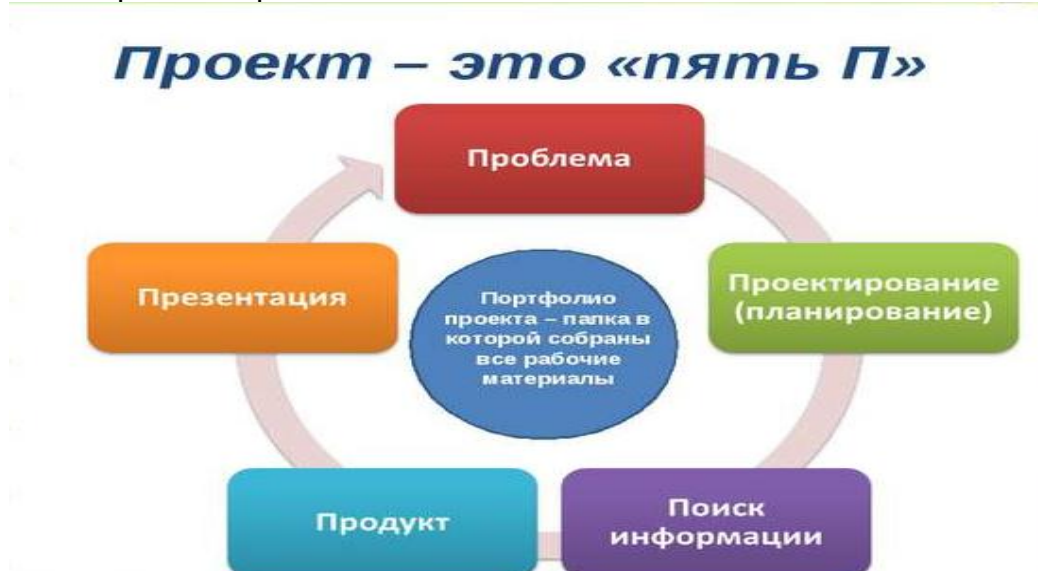 Проект – это «пять П»
Проблема
Проектирование
(планирование)
Поиск
информации
Продукт
Презентация
Портфолио
проекта – папка в
которой собраны
все рабочие
материалы